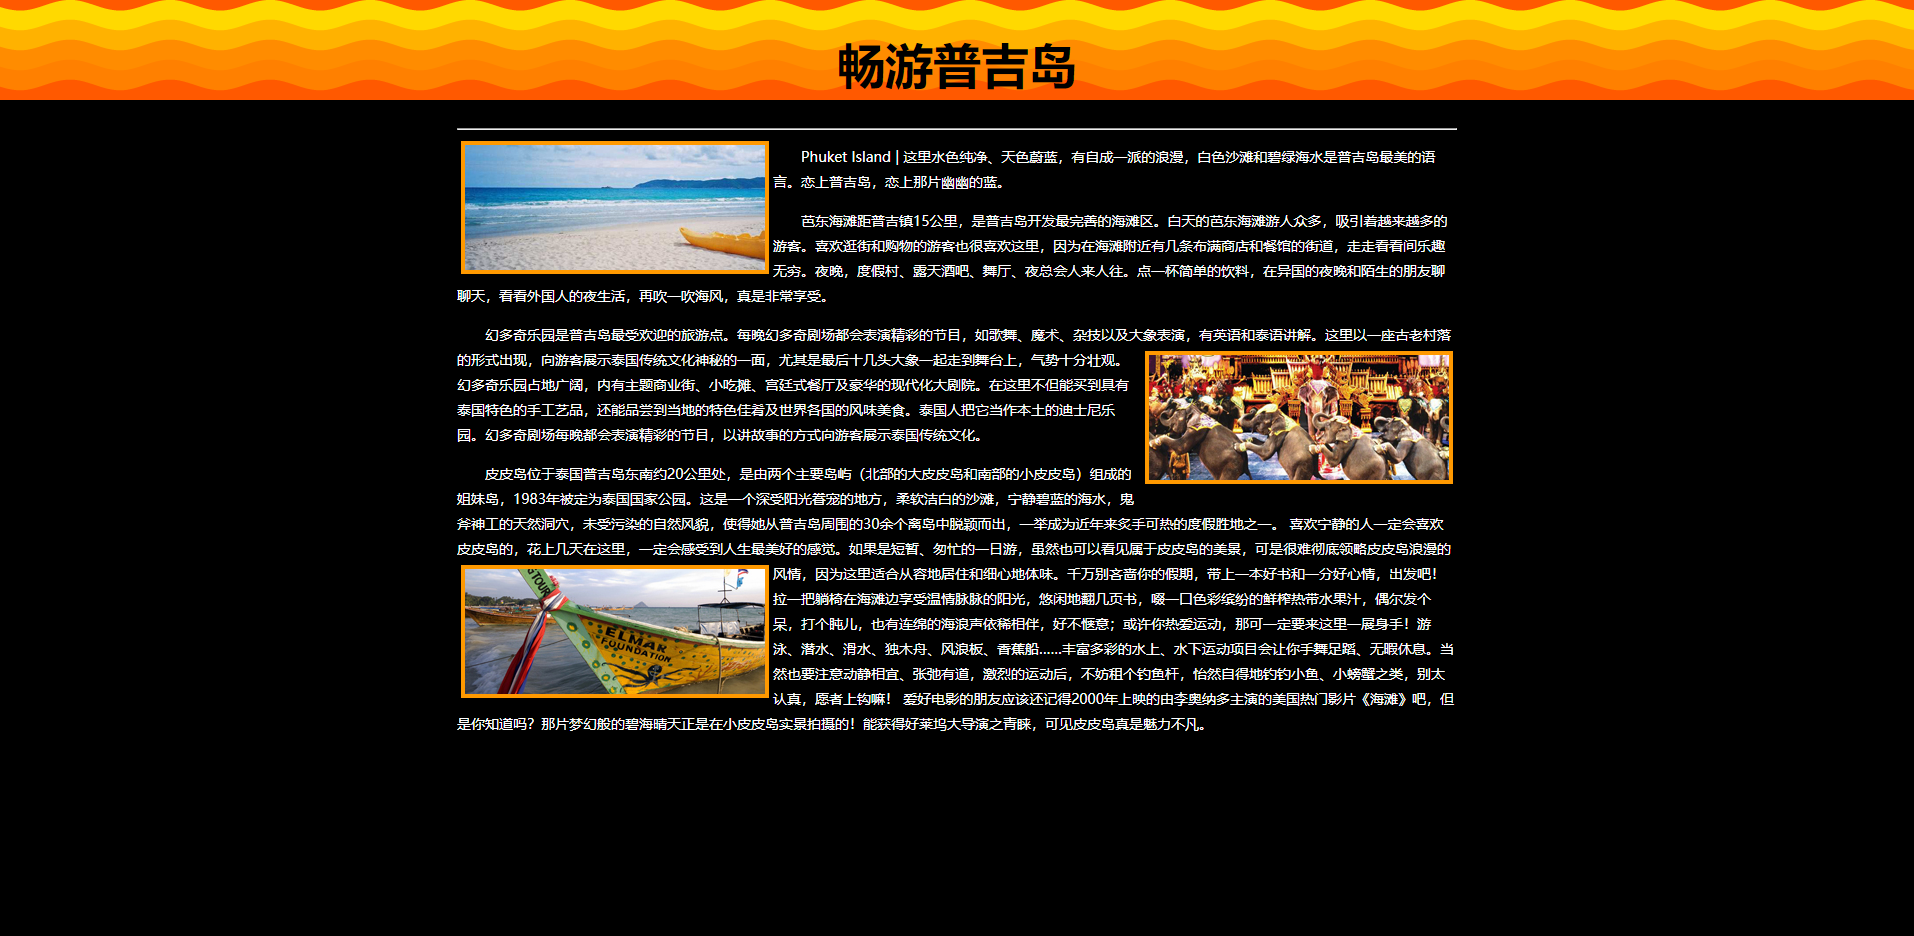 畅游普吉岛
Phuket Island | 这里水色纯净、天色蔚蓝，有自成一派的浪漫，白色沙滩和碧绿海水是普吉岛最美的语
言。恋上普吉岛，恋上那片幽幽的蓝。
芭东海滩距普吉镇15公里，是普吉岛开发最完善的海滩区。白天的芭东海滩游人众多，吸引着越来越多的
游客。喜欢逛街和购物的游客也很喜欢这里，因为在海滩附近有几条布满商店和餐馆的街道，走走看看间乐趣
无穷。夜晚，度假村、露天酒吧、舞厅、夜总会人来人往。点一杯简单的饮料，在异国的夜晚和陌生的朋友聊
聊天，看看外国人的夜生活，再吹一吹海风，真是非常享受。
幻多奇乐园是普吉岛最受欢迎的旅游点。每晚幻多奇剧场都会表演精彩的节目，如歌舞、魔术、杂技以及大象表演，有英语和泰语讲解。这里以一座古老村落
的形式出现，向游客展示泰国传统文化神秘的一面，尤其是最后十几头大象一起走到舞台上，气势十分壮观。
幻多奇乐园占地广阔，内有主题商业街、小吃摊、宫廷式餐厅及豪华的现代化大剧院。在这里不但能买到具有
泰国特色的手工艺品，还能品尝到当地的特色佳肴及世界各国的风味美食。泰国人把它当作本土的迪士尼乐
园。幻多奇剧场每晚都会表演精彩的节目，以讲故事的方式向游客展示泰国传统文化。
皮皮岛位于泰国普吉岛东南约20公里处，是由两个主要岛屿（北部的大皮皮岛和南部的小皮皮岛）组成的
姐妹岛，1983年被定为泰国国家公园。这是一个深受阳光眷宠的地方，柔软洁白的沙滩，宁静碧蓝的海水，鬼
斧神工的天然洞穴，未受污染的自然风貌，使得她从普吉岛周围的30余个离岛中脱颖而出，一举成为近年来炙手可热的度假胜地之一。 喜欢宁静的人一定会喜欢
皮皮岛的，花上几天在这里，一定会感受到人生最美好的感觉。如果是短暂、匆忙的一日游，虽然也可以看见属于皮皮岛的美景，可是很难彻底领略皮皮岛浪漫的
风情，因为这里适合从容地居住和细心地体味。千万别吝啬你的假期，带上一本好书和一分好心情，出发吧！
拉一把躺椅在海滩边享受温情脉脉的阳光，悠闲地翻几页书，啜一口色彩缤纷的鲜榨热带水果汁，偶尔发个
呆，打个盹儿，也有连绵的海浪声依稀相伴，好不惬意；或许你热爱运动，那可一定要来这里一展身手！游
泳、潜水、滑水、独木舟、风浪板、香蕉船……丰富多彩的水上、水下运动项目会让你手舞足蹈、无暇休息。当
然也要注意动静相宜、张弛有道，激烈的运动后，不妨租个钓鱼杆，怡然自得地钓钓小鱼、小螃蟹之类，别太
认真，愿者上钩嘛！ 爱好电影的朋友应该还记得2000年上映的由李奥纳多主演的美国热门影片《海滩》吧，但
是你知道吗？那片梦幻般的碧海晴天正是在小皮皮岛实景拍摄的！能获得好莱坞大导演之青睐，可见皮皮岛真是魅力不凡。
TOUR
ELMAR
FOUNDATION